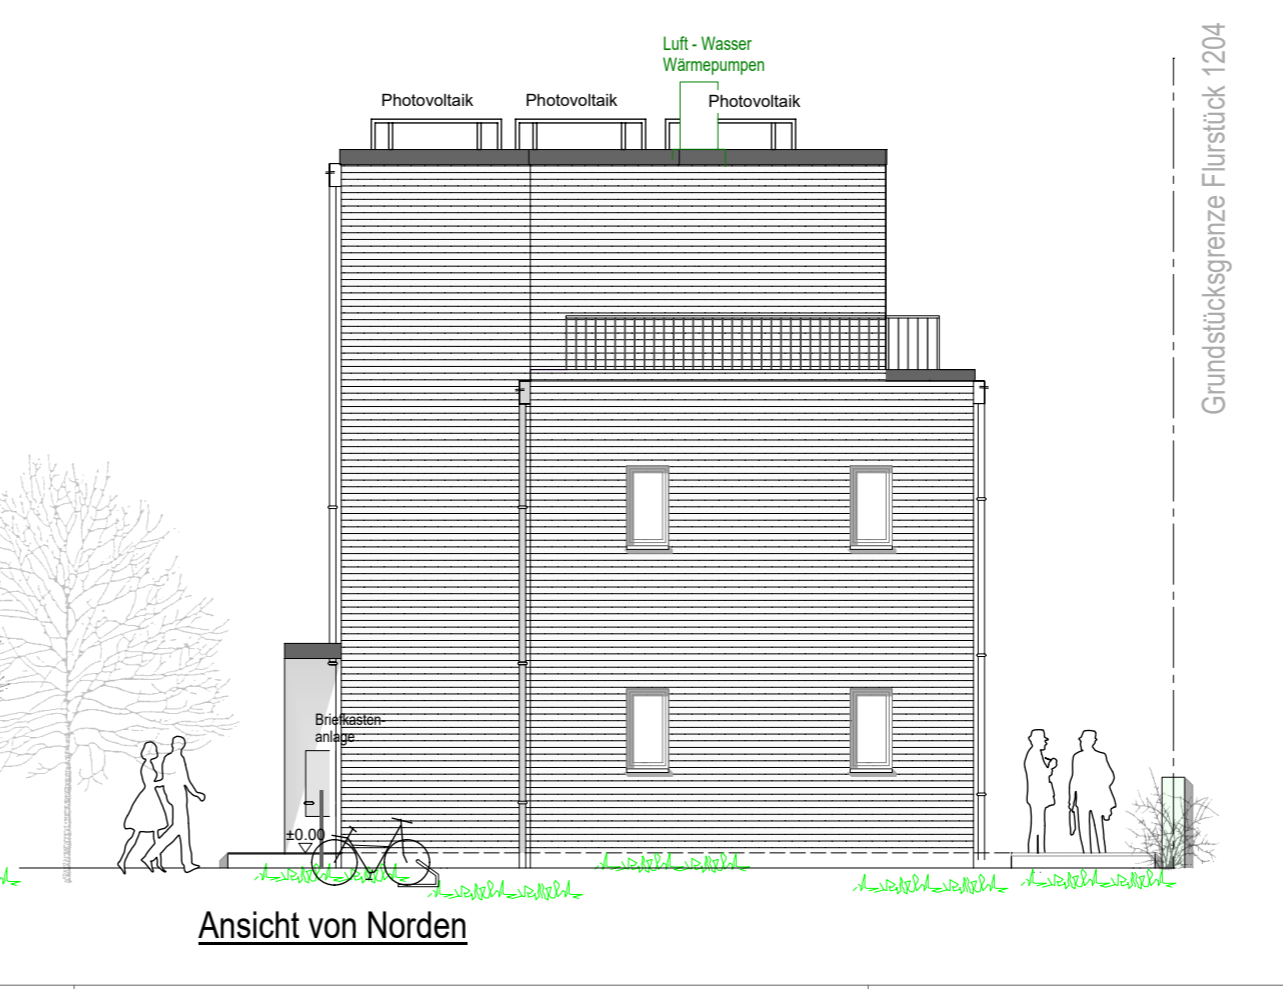 Luft - Wasser
Wärmepumpen
Photovoltaik
Photovoltaik
Photovoltaik
Grundstücksgrenze Flurstück 1204
Briefkasten-
anlage
±0.00
Ansicht von Norden